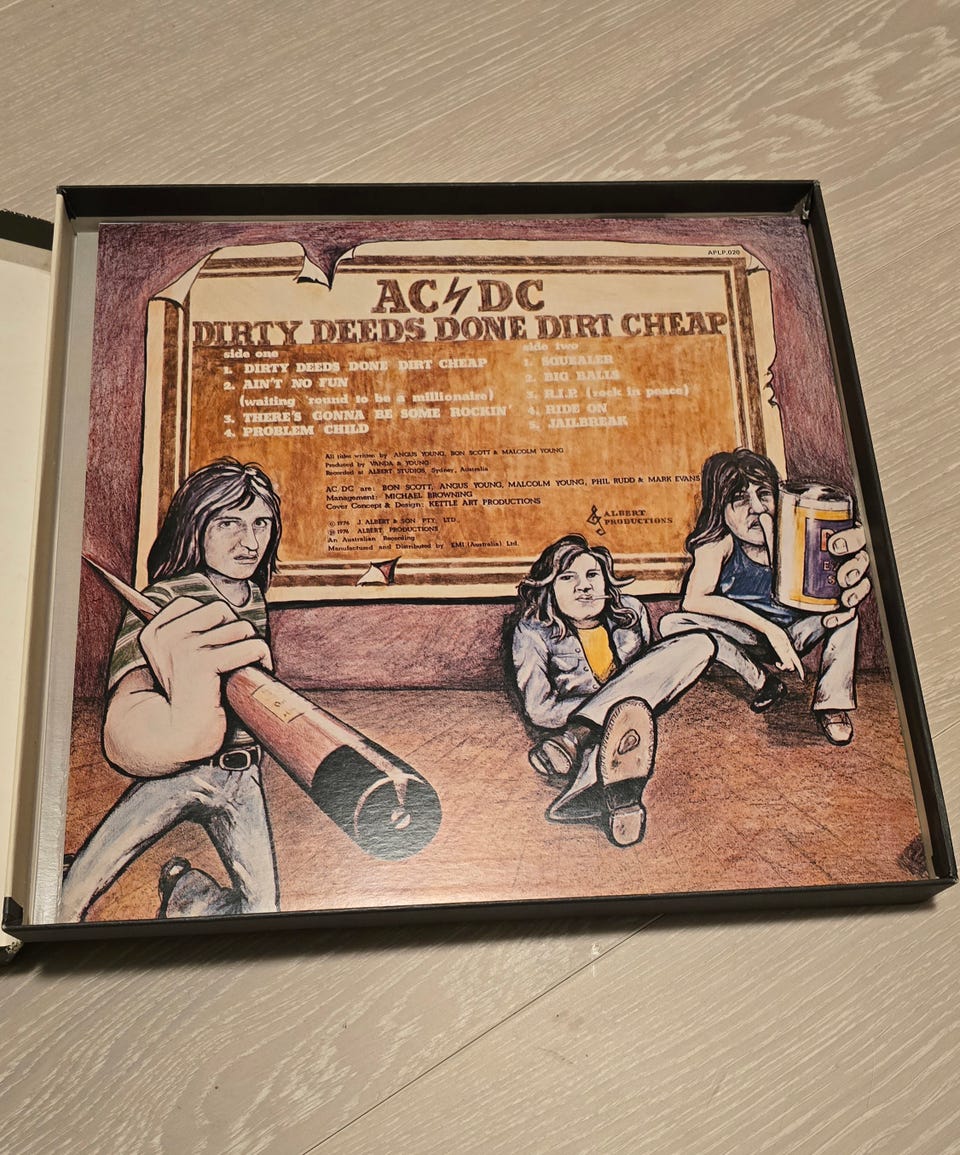 APLP.020
AC⚡DC
DIRTY DEEDS DONE DIRT CHEAP
side one
1. DIRTY DEEDS DONE DIRT CHEAP
2. AIN'T NO FUN
(waiting 'round to be a millionaire)
3. THERE'S GONNA BE SOME ROCKIN'
4. PROBLEM CHILD
side two
1. SQUEALER
2. BIG BALLS
3. R.I.P. (rock in peace)
4. RIDE ON
5. JAILBREAK
All titles written by ANGUS YOUNG, BON SCOTT & MALCOLM YOUNG
Produced by VANDA & YOUNG
Recorded at ALBERT STUDIOS, Sydney, Australia
AC DC are: BON SCOTT, ANGUS YOUNG, MALCOLM YOUNG, PHIL RUDD & MARK EVANS
Management: MICHAEL BROWNING
Cover Concept & Design: KETTLE ART PRODUCTIONS
© 1976 J. ALBERT & SON PTY. LTD.
℗ 1976 ALBERT PRODUCTIONS
An Australian Recording
Manufactured and Distributed by EMI (Australia) Ltd.
ALBERT
PRODUCTIONS